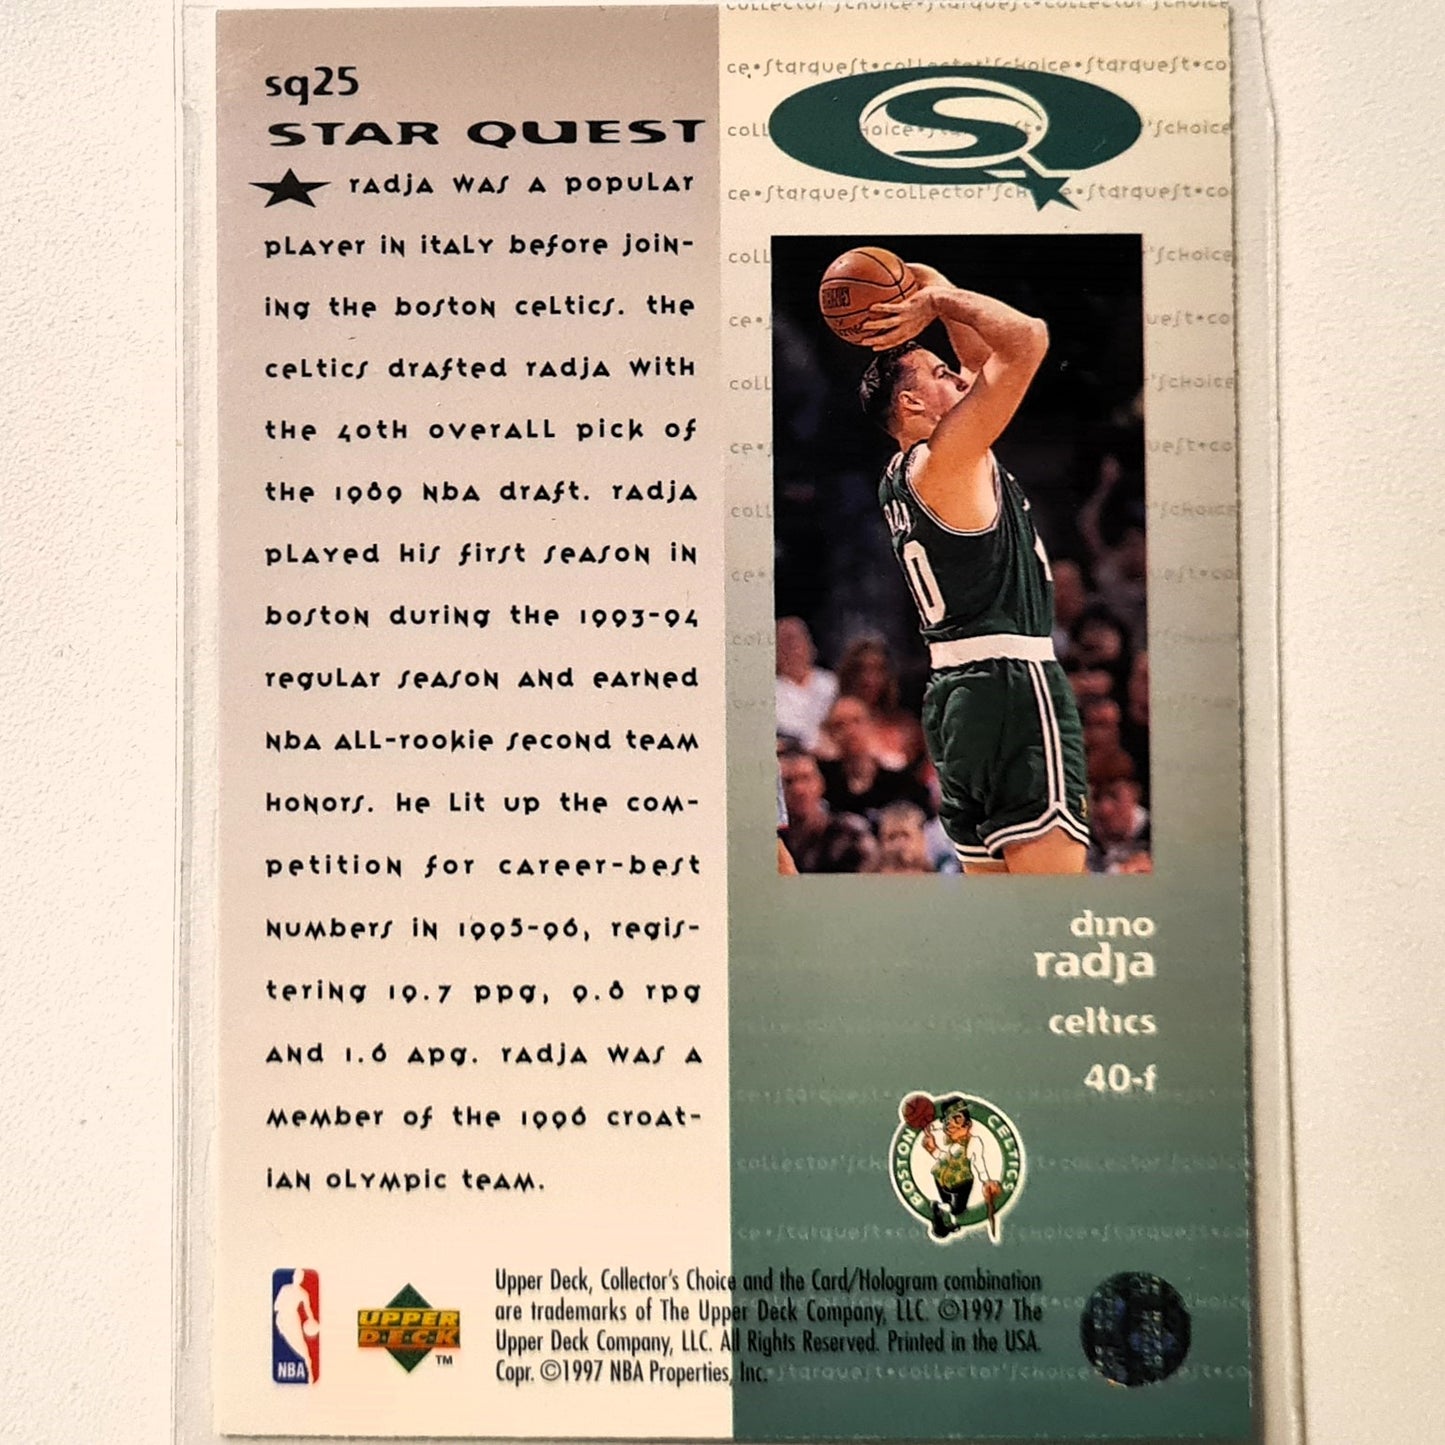 sq25
STAR QUEST
radja was a popular
player in italy before join-
ing the boston celtics. the
celtics drafted radja with
the 40th overall pick of
the 1989 nba draft. radja
played his first season in
boston during the 1993-94
regular season and earned
nba all-rookie second team
honors. he lit up the com-
petition for career-best
numbers in 1995-96, regis-
tering 19.7 ppg, 9.8 rpg
and 1.6 apg. radja was a
member of the 1996 croat-
ian olympic team.
SQ
dino
radja
celtics
40-f
BOSTON CELTICS
NBA
UPPER
DECK
TM
Upper Deck, Collector's Choice and the Card/Hologram combination
are trademarks of The Upper Deck Company, LLC. ©1997 The
Upper Deck Company, LLC. All Rights Reserved. Printed in the USA.
Copr. ©1997 NBA Properties, Inc.